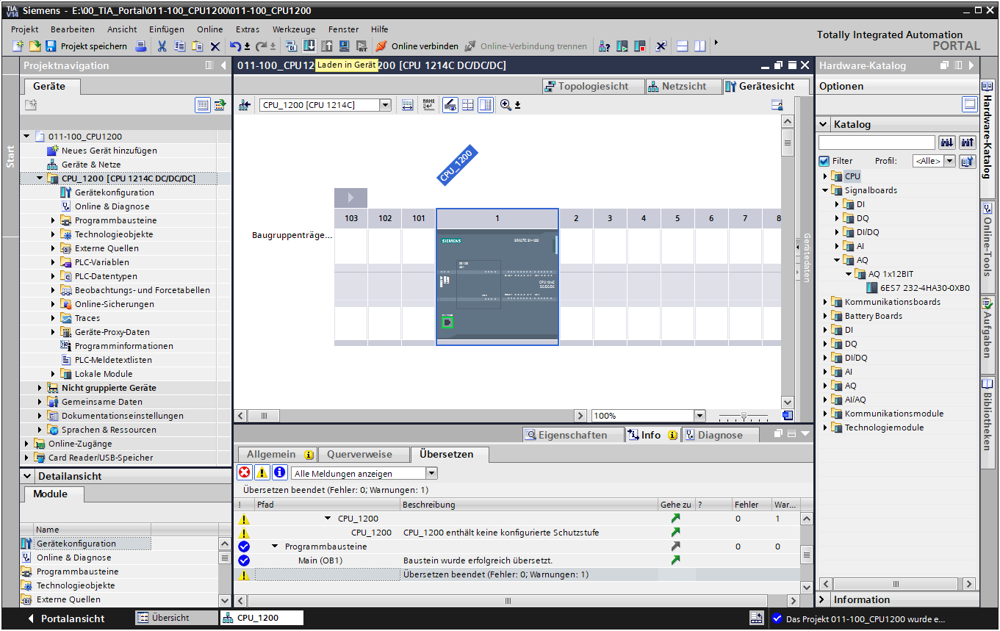 TIA V14 Siemens - E:\00_TIA_Portal\011-100_CPU1200\011-100_CPU1200
Projekt Bearbeiten Ansicht Einfügen Online Extras Werkzeuge Fenster Hilfe
Totally Integrated Automation
PORTAL
Projekt speichern Online verbinden Online-Verbindung trennen
Laden in Gerät
Projektnavigation
Geräte
Start
011-100_CPU1200
Neues Gerät hinzufügen
Geräte & Netze
CPU_1200 [CPU 1214C DC/DC/DC]
Gerätekonfiguration
Online & Diagnose
Programmbausteine
Technologieobjekte
Externe Quellen
PLC-Variablen
PLC-Datentypen
Beobachtungs- und Forcetabellen
Online-Sicherungen
Traces
Geräte-Proxy-Daten
Programminformationen
PLC-Meldetextlisten
Lokale Module
Nicht gruppierte Geräte
Gemeinsame Daten
Dokumentationseinstellungen
Sprachen & Ressourcen
Online-Zugänge
Card Reader/USB-Speicher
Detailansicht
Module
Name
Gerätekonfiguration
Online & Diagnose
Programmbausteine
Technologieobjekte
Externe Quellen
011-100_CPU12 200 [CPU 1214C DC/DC/DC]
Topologiesicht Netzsicht Gerätesicht
CPU_1200 [CPU 1214C]
CPU_1200
103 102 101 1 2 3 4 5 6 7 8
Baugruppenträge...
SIEMENS SIMATIC S7-1200
CPU 1214C
DC/DC/DC
Gerätedaten
100%
Eigenschaften Info Diagnose
Allgemein Querverweise Übersetzen
Alle Meldungen anzeigen
Übersetzen beendet (Fehler: 0; Warnungen: 1)
! Pfad Beschreibung Gehe zu ? Fehler War...
CPU_1200 0 1
CPU_1200 CPU_1200 enthält keine konfigurierte Schutzstufe
Programmbausteine 0 0
Main (OB1) Baustein wurde erfolgreich übersetzt.
Übersetzen beendet (Fehler: 0; Warnungen: 1)
Hardware-Katalog
Optionen
Katalog
Filter Profil: <Alle>
CPU
Signalboards
DI
DQ
DI/DQ
AI
AQ
AQ 1x12BIT
6ES7 232-4HA30-0XB0
Kommunikationsboards
Battery Boards
DI
DQ
DI/DQ
AI
AQ
AI/AQ
Kommunikationsmodule
Technologiemodule
Information
Hardware-Katalog
Online-Tools
Aufgaben
Bibliotheken
Portalansicht Übersicht CPU_1200 Das Projekt 011-100_CPU1200 wurde e...